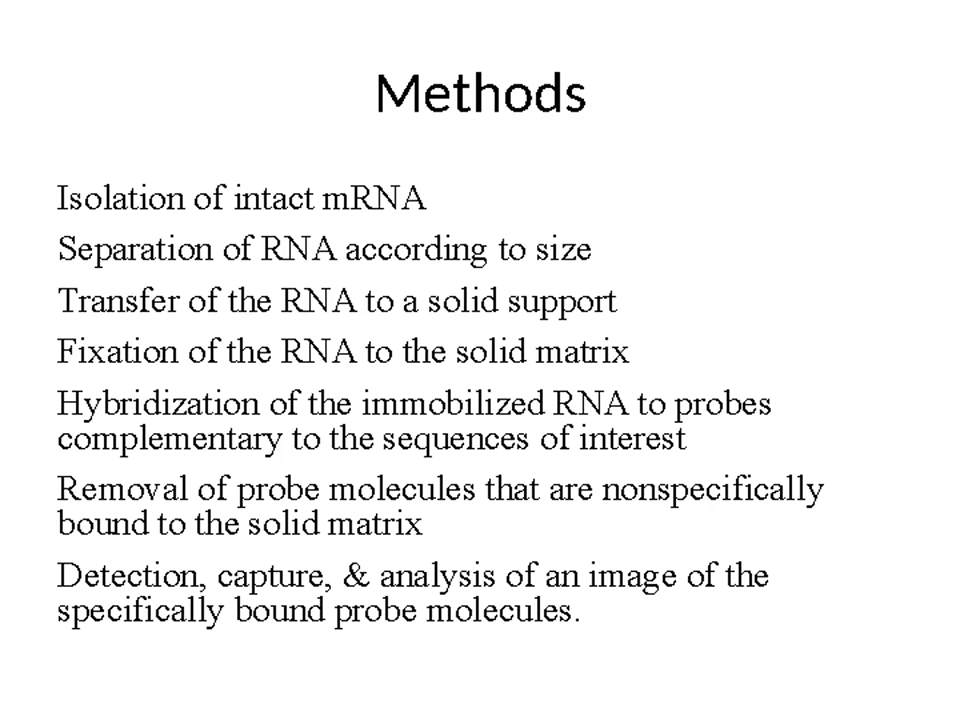 Methods
Isolation of intact mRNA
Separation of RNA according to size
Transfer of the RNA to a solid support
Fixation of the RNA to the solid matrix
Hybridization of the immobilized RNA to probes
complementary to the sequences of interest
Removal of probe molecules that are nonspecifically
bound to the solid matrix
Detection, capture, & analysis of an image of the
specifically bound probe molecules.